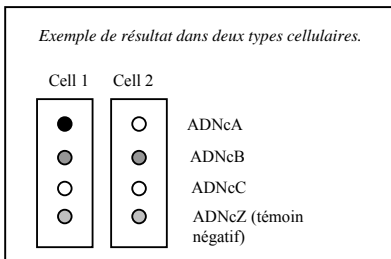 Exemple de résultat dans deux types cellulaires.
Cell 1 Cell 2
ADNcA
ADNcB
ADNcC
ADNcZ (témoin
négatif)